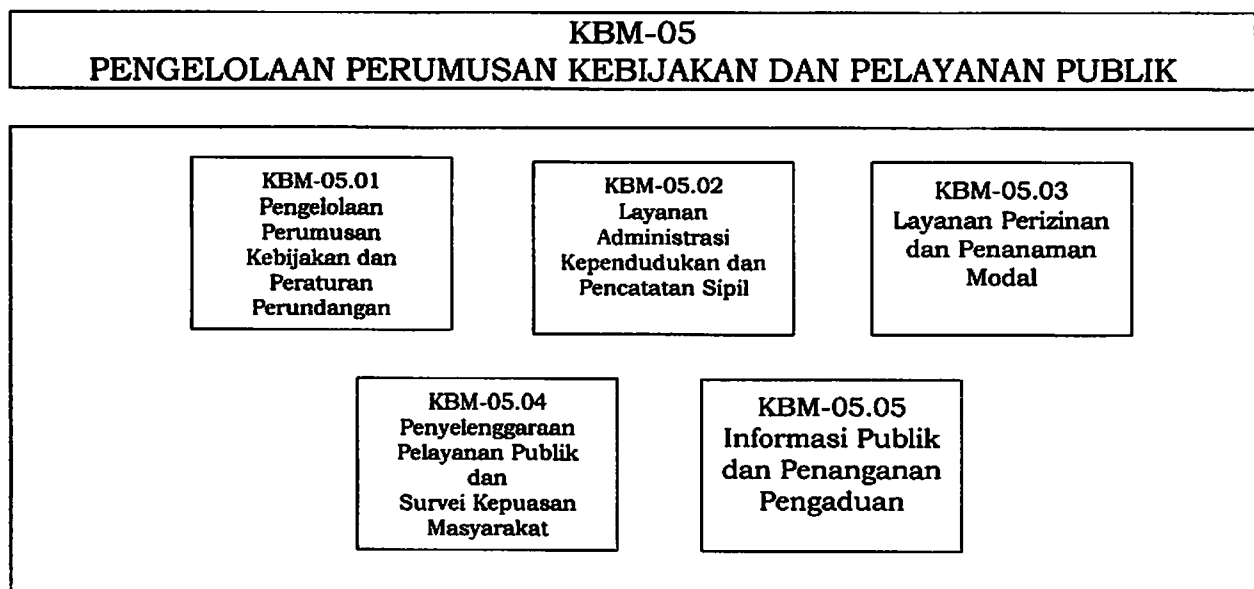 KBM-05
PENGELOLAAN PERUMUSAN KEBIJAKAN DAN PELAYANAN PUBLIK
KBM-05.01
Pengelolaan
Perumusan
Kebijakan dan
Peraturan
Perundangan
KBM-05.02
Layanan
Administrasi
Kependudukan dan
Pencatatan Sipil
KBM-05.03
Layanan Perizinan
dan Penanaman
Modal
KBM-05.04
Penyelenggaraan
Pelayanan Publik
dan
Survei Kepuasan
Masyarakat
KBM-05.05
Informasi Publik
dan Penanganan
Pengaduan